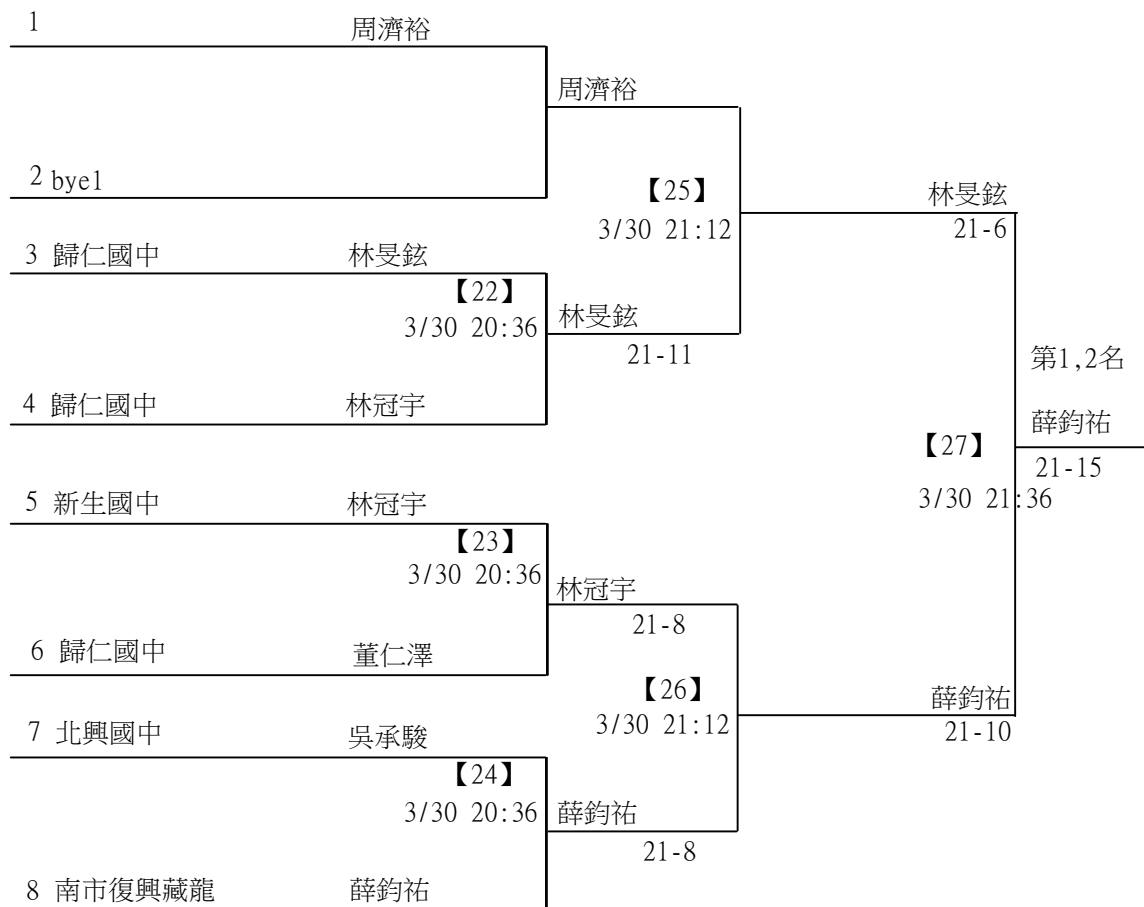 1 周濟裕
周濟裕
2 bye1
【25】
3/30 21:12
林旻鉉
21-6
3 歸仁國中 林旻鉉
【22】
3/30 20:36
林旻鉉
21-11
4 歸仁國中 林冠宇
第1,2名
薛鈞祐
21-15
【27】
3/30 21:36
5 新生國中 林冠宇
【23】
3/30 20:36
林冠宇
21-8
6 歸仁國中 董仁澤
【26】
3/30 21:12
薛鈞祐
21-10
7 北興國中 吳承駿
【24】
3/30 20:36
薛鈞祐
21-8
8 南市復興藏龍 薛鈞祐